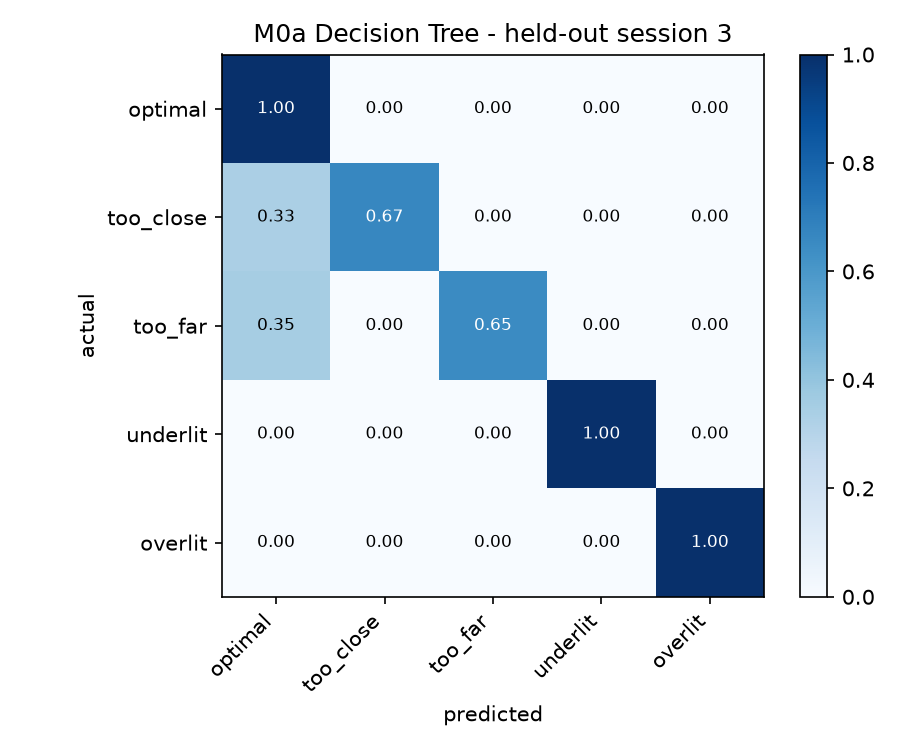 M0a Decision Tree - held-out session 3
optimal 1.00 0.00 0.00 0.00 0.00
too_close 0.33 0.67 0.00 0.00 0.00
too_far 0.35 0.00 0.65 0.00 0.00
underlit 0.00 0.00 0.00 1.00 0.00
overlit 0.00 0.00 0.00 0.00 1.00
actual
optimal too_close too_far underlit overlit
predicted
1.0
0.8
0.6
0.4
0.2
0.0